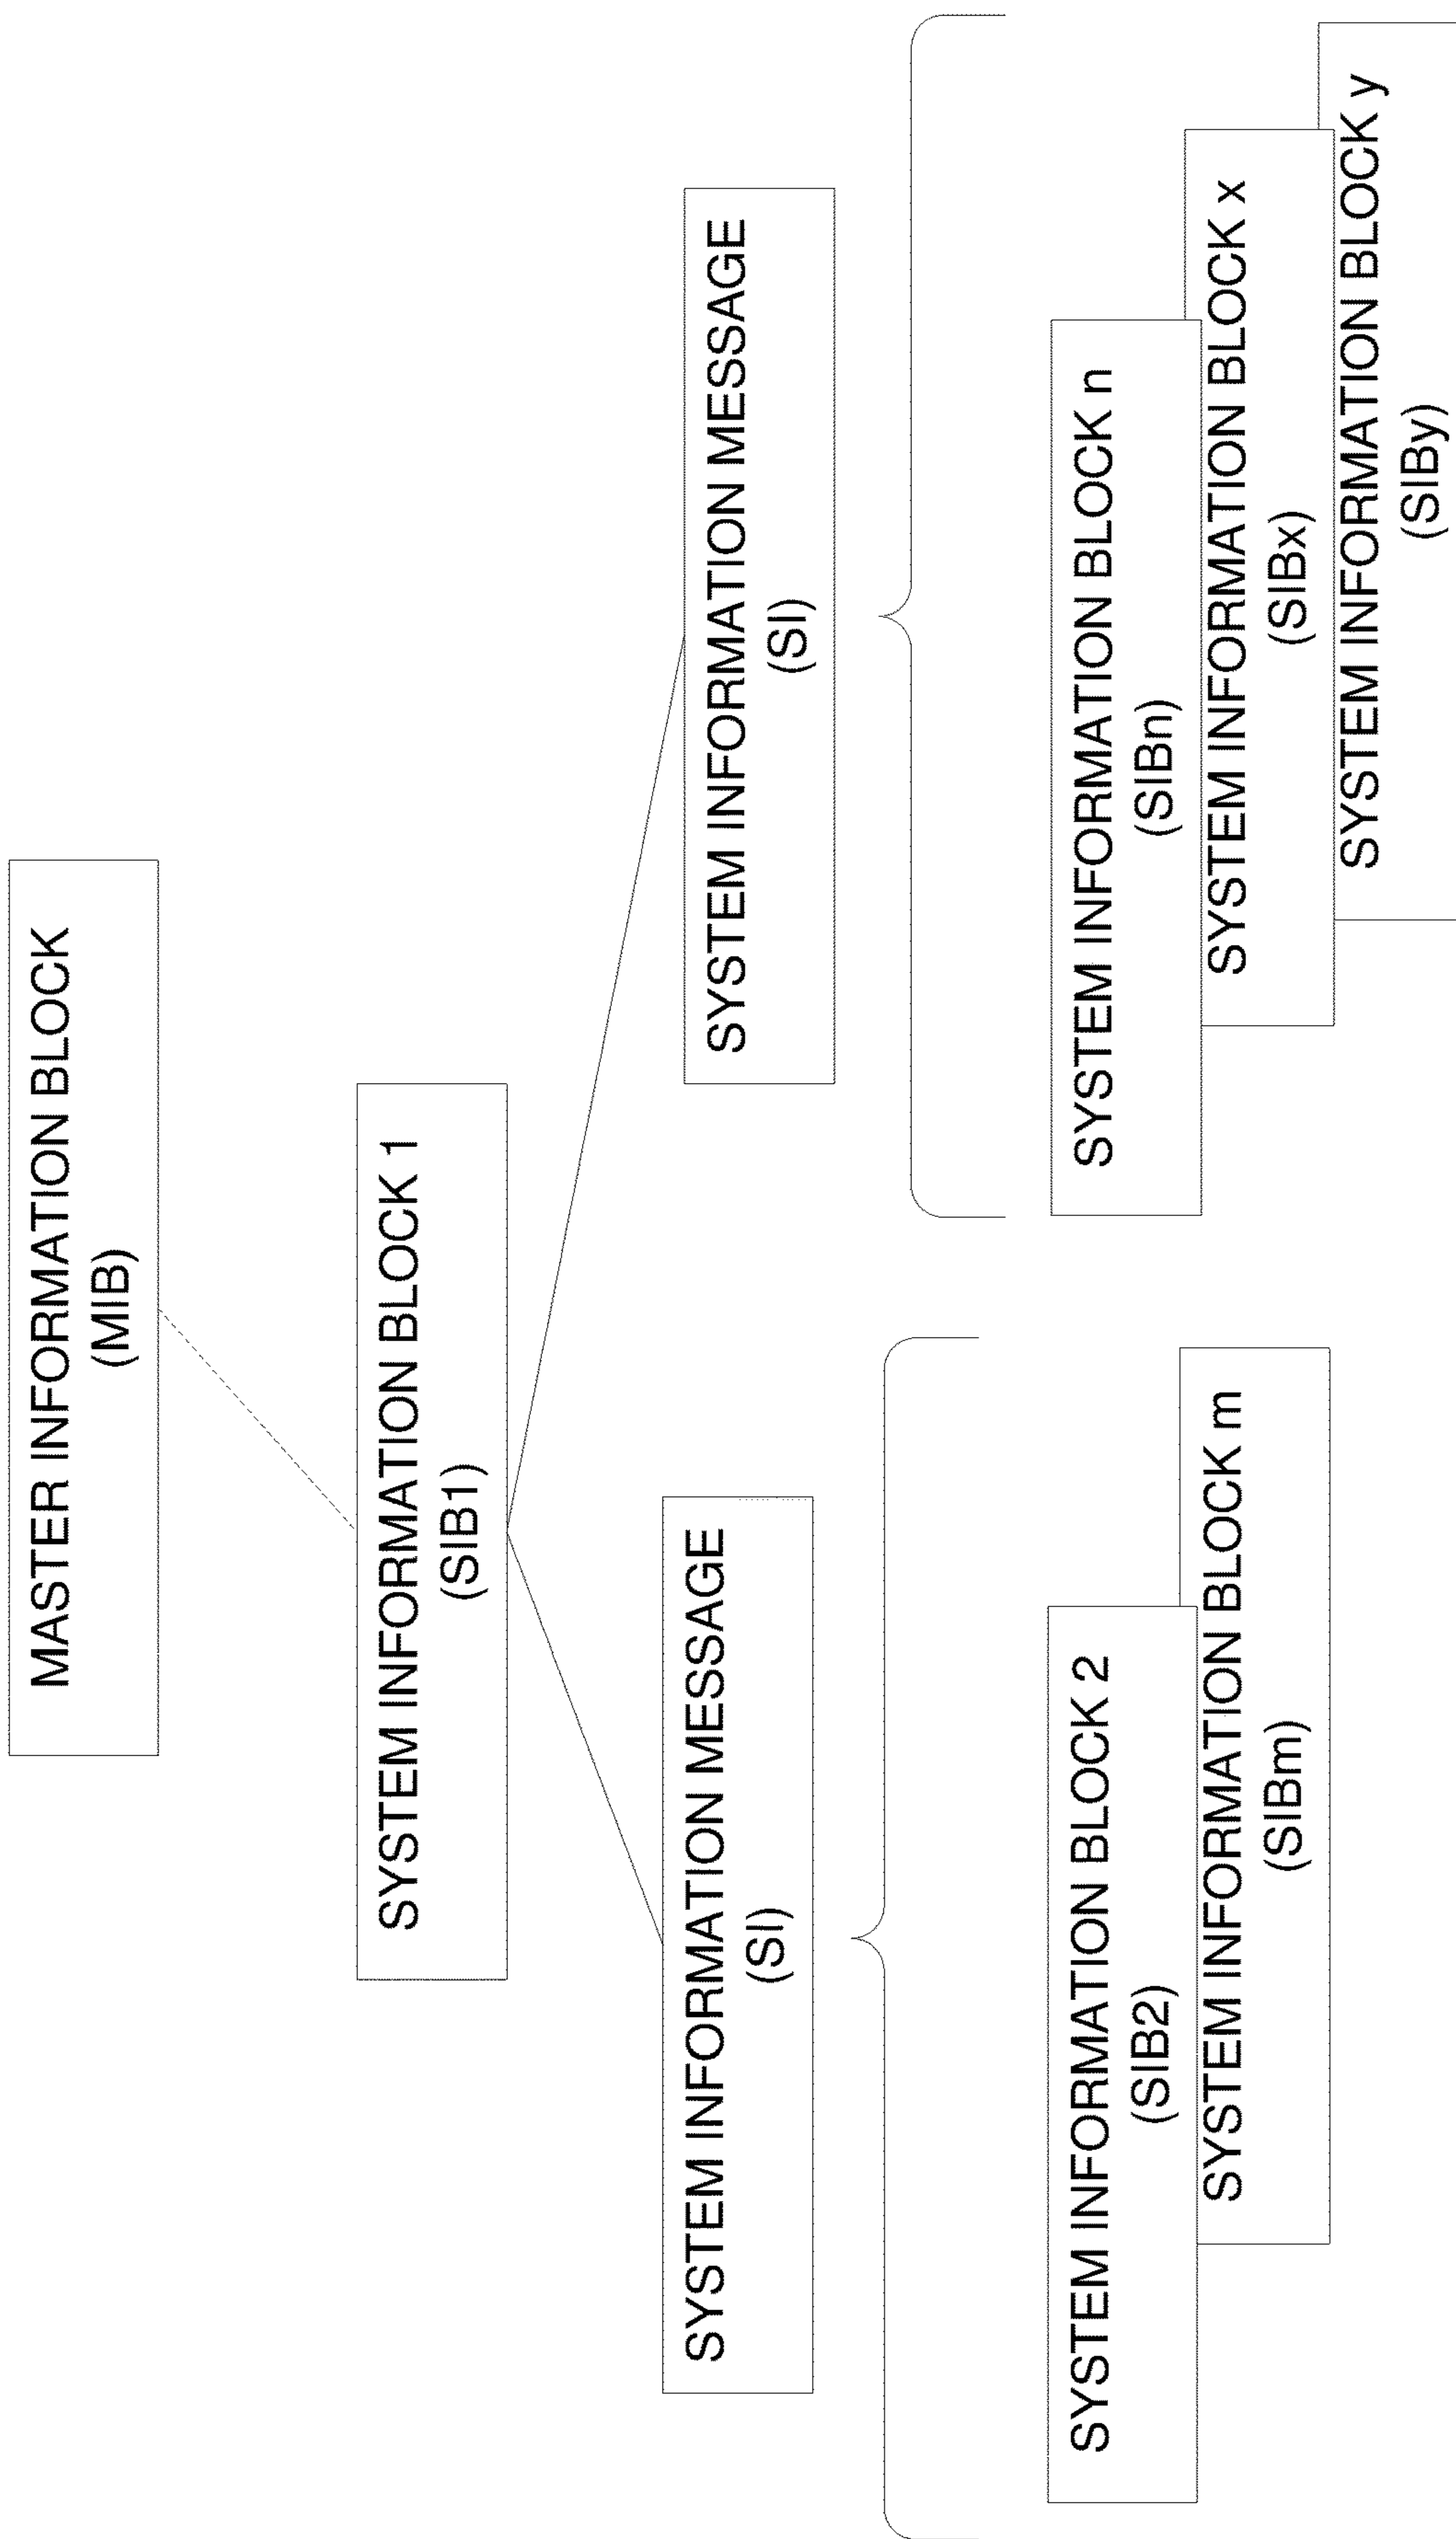 MASTER INFORMATION BLOCK
(MIB)
SYSTEM INFORMATION BLOCK 1
(SIB1)
SYSTEM INFORMATION MESSAGE
(SI)
SYSTEM INFORMATION BLOCK 2
(SIB2)
SYSTEM INFORMATION BLOCK m
(SIBm)
SYSTEM INFORMATION MESSAGE
(SI)
SYSTEM INFORMATION BLOCK n
(SIBn)
SYSTEM INFORMATION BLOCK x
(SIBx)
SYSTEM INFORMATION BLOCK y
(SIBy)